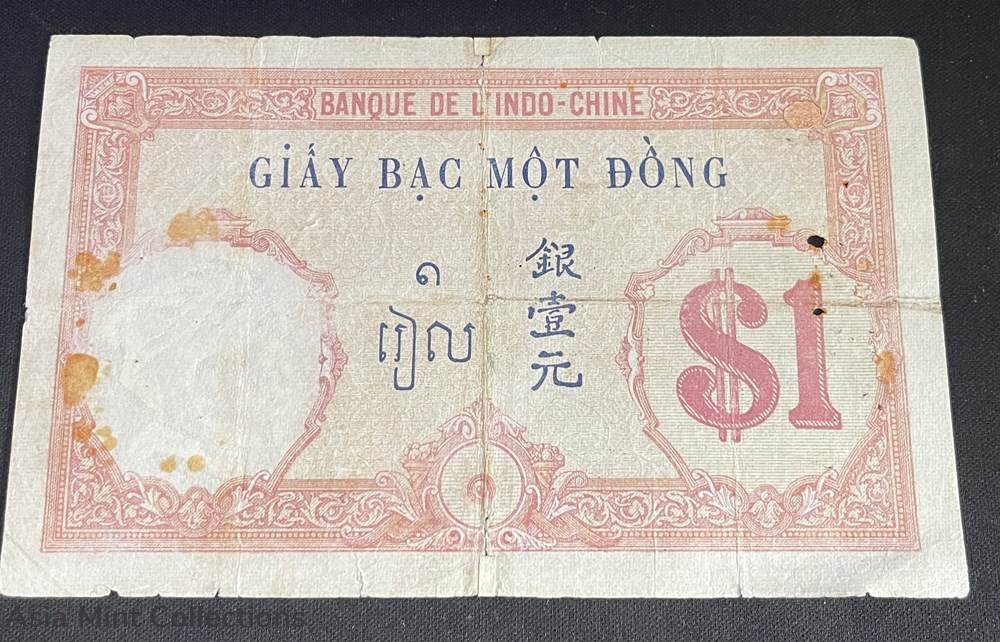 BANQUE DE L'INDO-CHINE
GIẤY BẠC MỘT ĐỒNG
១
រៀល
銀
壹
元
$1
Asia Mint Collections